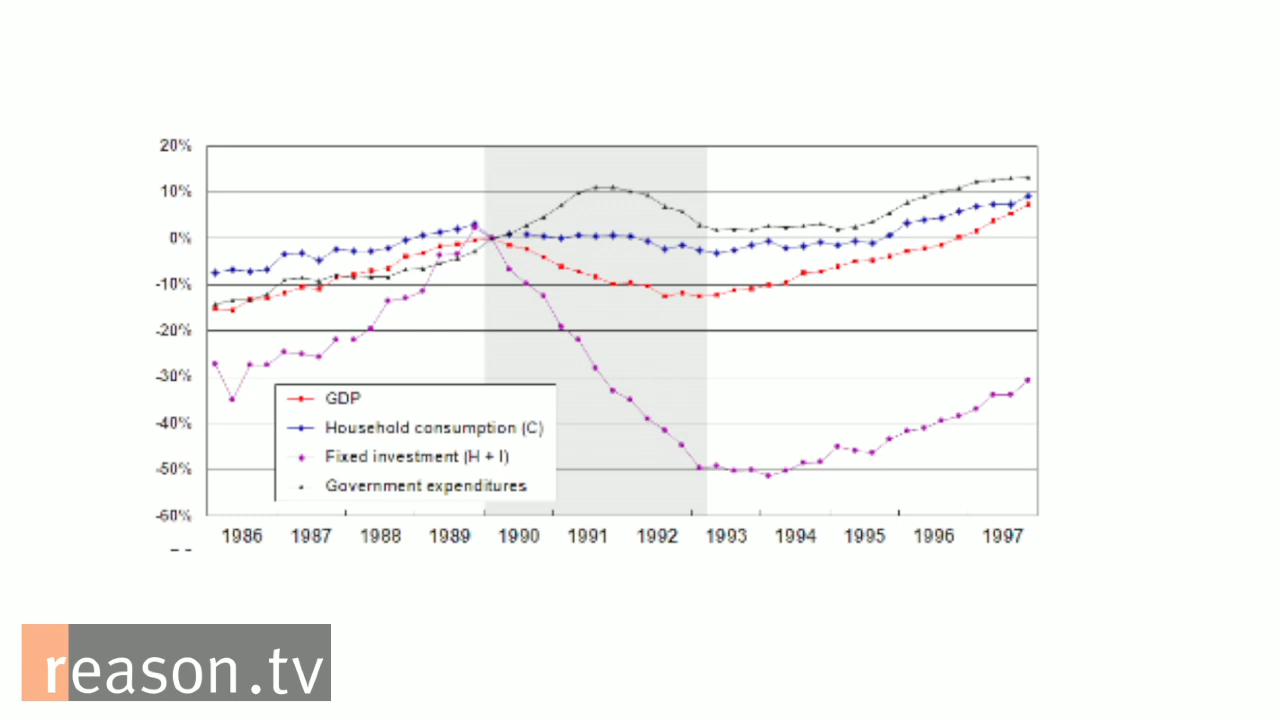 20%
10%
0%
-10%
-20%
-30%
-40%
-50%
-60%
GDP
Household consumption (C)
Fixed investment (H + I)
Government expenditures
1986 1987 1988 1989 1990 1991 1992 1993 1994 1995 1996 1997
reason.tv